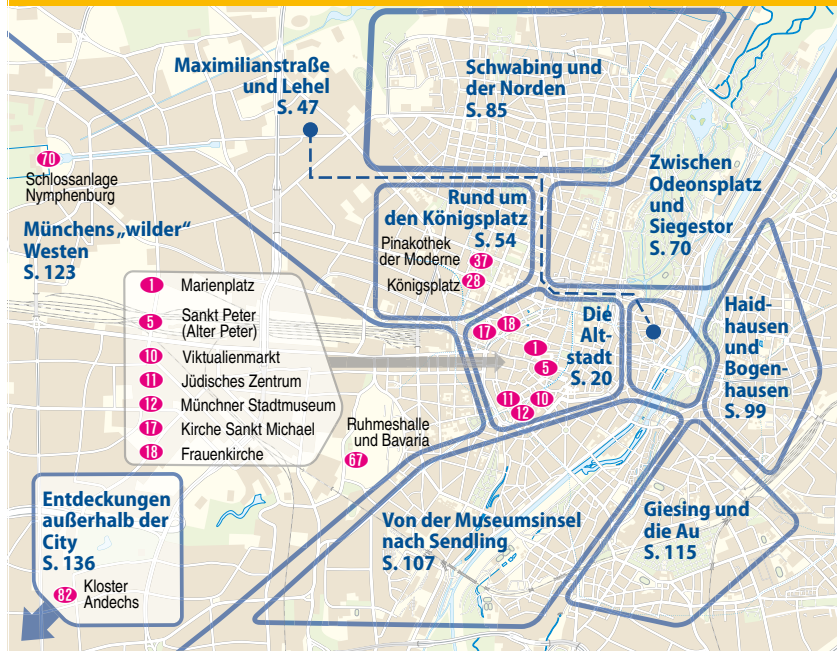 Maximilianstraße
und Lehel
S. 47
Schwabing und
der Norden
S. 85
70
Schlossanlage
Nymphenburg
Münchens „wilder“
Westen
S. 123
Rund um
den Königsplatz
S. 54
Pinakothek
der Moderne
37
Königsplatz
28
Zwischen
Odeonsplatz
und
Siegestor
S. 70
1 Marienplatz
5 Sankt Peter
(Alter Peter)
10 Viktualienmarkt
11 Jüdisches Zentrum
12 Münchner Stadtmuseum
17 Kirche Sankt Michael
18 Frauenkirche
Die
Alt-
stadt
S. 20
17
18
1
5
11
10
12
Haid-
hausen
und
Bogen-
hausen
S. 99
Ruhmeshalle
und Bavaria
67
Entdeckungen
außerhalb der
City
S. 136
82 Kloster
Andechs
Von der Museumsinsel
nach Sendling
S. 107
Giesing und
die Au
S. 115